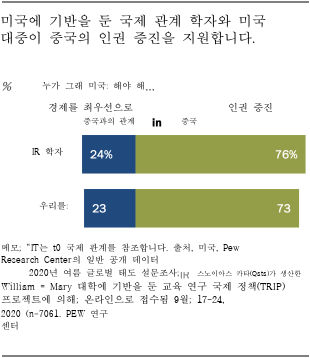 미국에 기반을 둔 국제 관계 학자와 미국
대중이 중국의 인권 증진을 지원합니다.
% 누가 그래 미국: 해야 해...
경제를 최우선으로 인권 증진
중국과의 관계 in 중국
IR 학자 24% 76%
우리를: 23 73
메모; "IT는 t0 국제 관계를 참조합니다. 출처, 미국, Pew
Research Center의 일반 공개 데이터
2020년 여름 글로벌 태도 설문조사;IR 스노이아스 카타(Qsts)가 생산한
William = Mary 대학에 기반을 둔 교육 연구 국제 정책(TRIP)
프로젝트에 의해; 온라인으로 접수됨 9월; 17-24,
2020 (n-7061. PEW 연구
센터